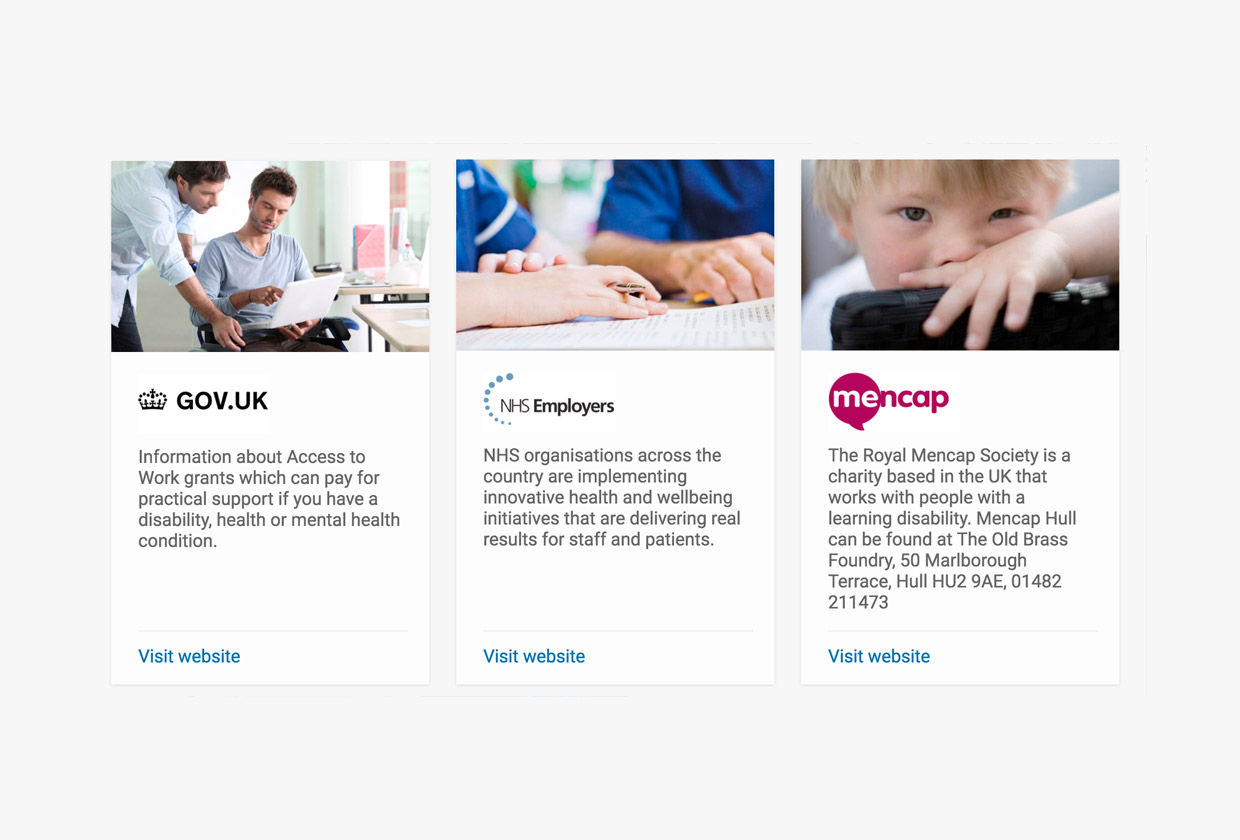 GOV.UK
Information about Access to
Work grants which can pay for
practical support if you have a
disability, health or mental health
condition.
Visit website
NHS Employers
NHS organisations across the
country are implementing
innovative health and wellbeing
initiatives that are delivering real
results for staff and patients.
Visit website
mencap
The Royal Mencap Society is a
charity based in the UK that
works with people with a
learning disability. Mencap Hull
can be found at The Old Brass
Foundry, 50 Marlborough
Terrace, Hull HU2 9AE, 01482
211473
Visit website